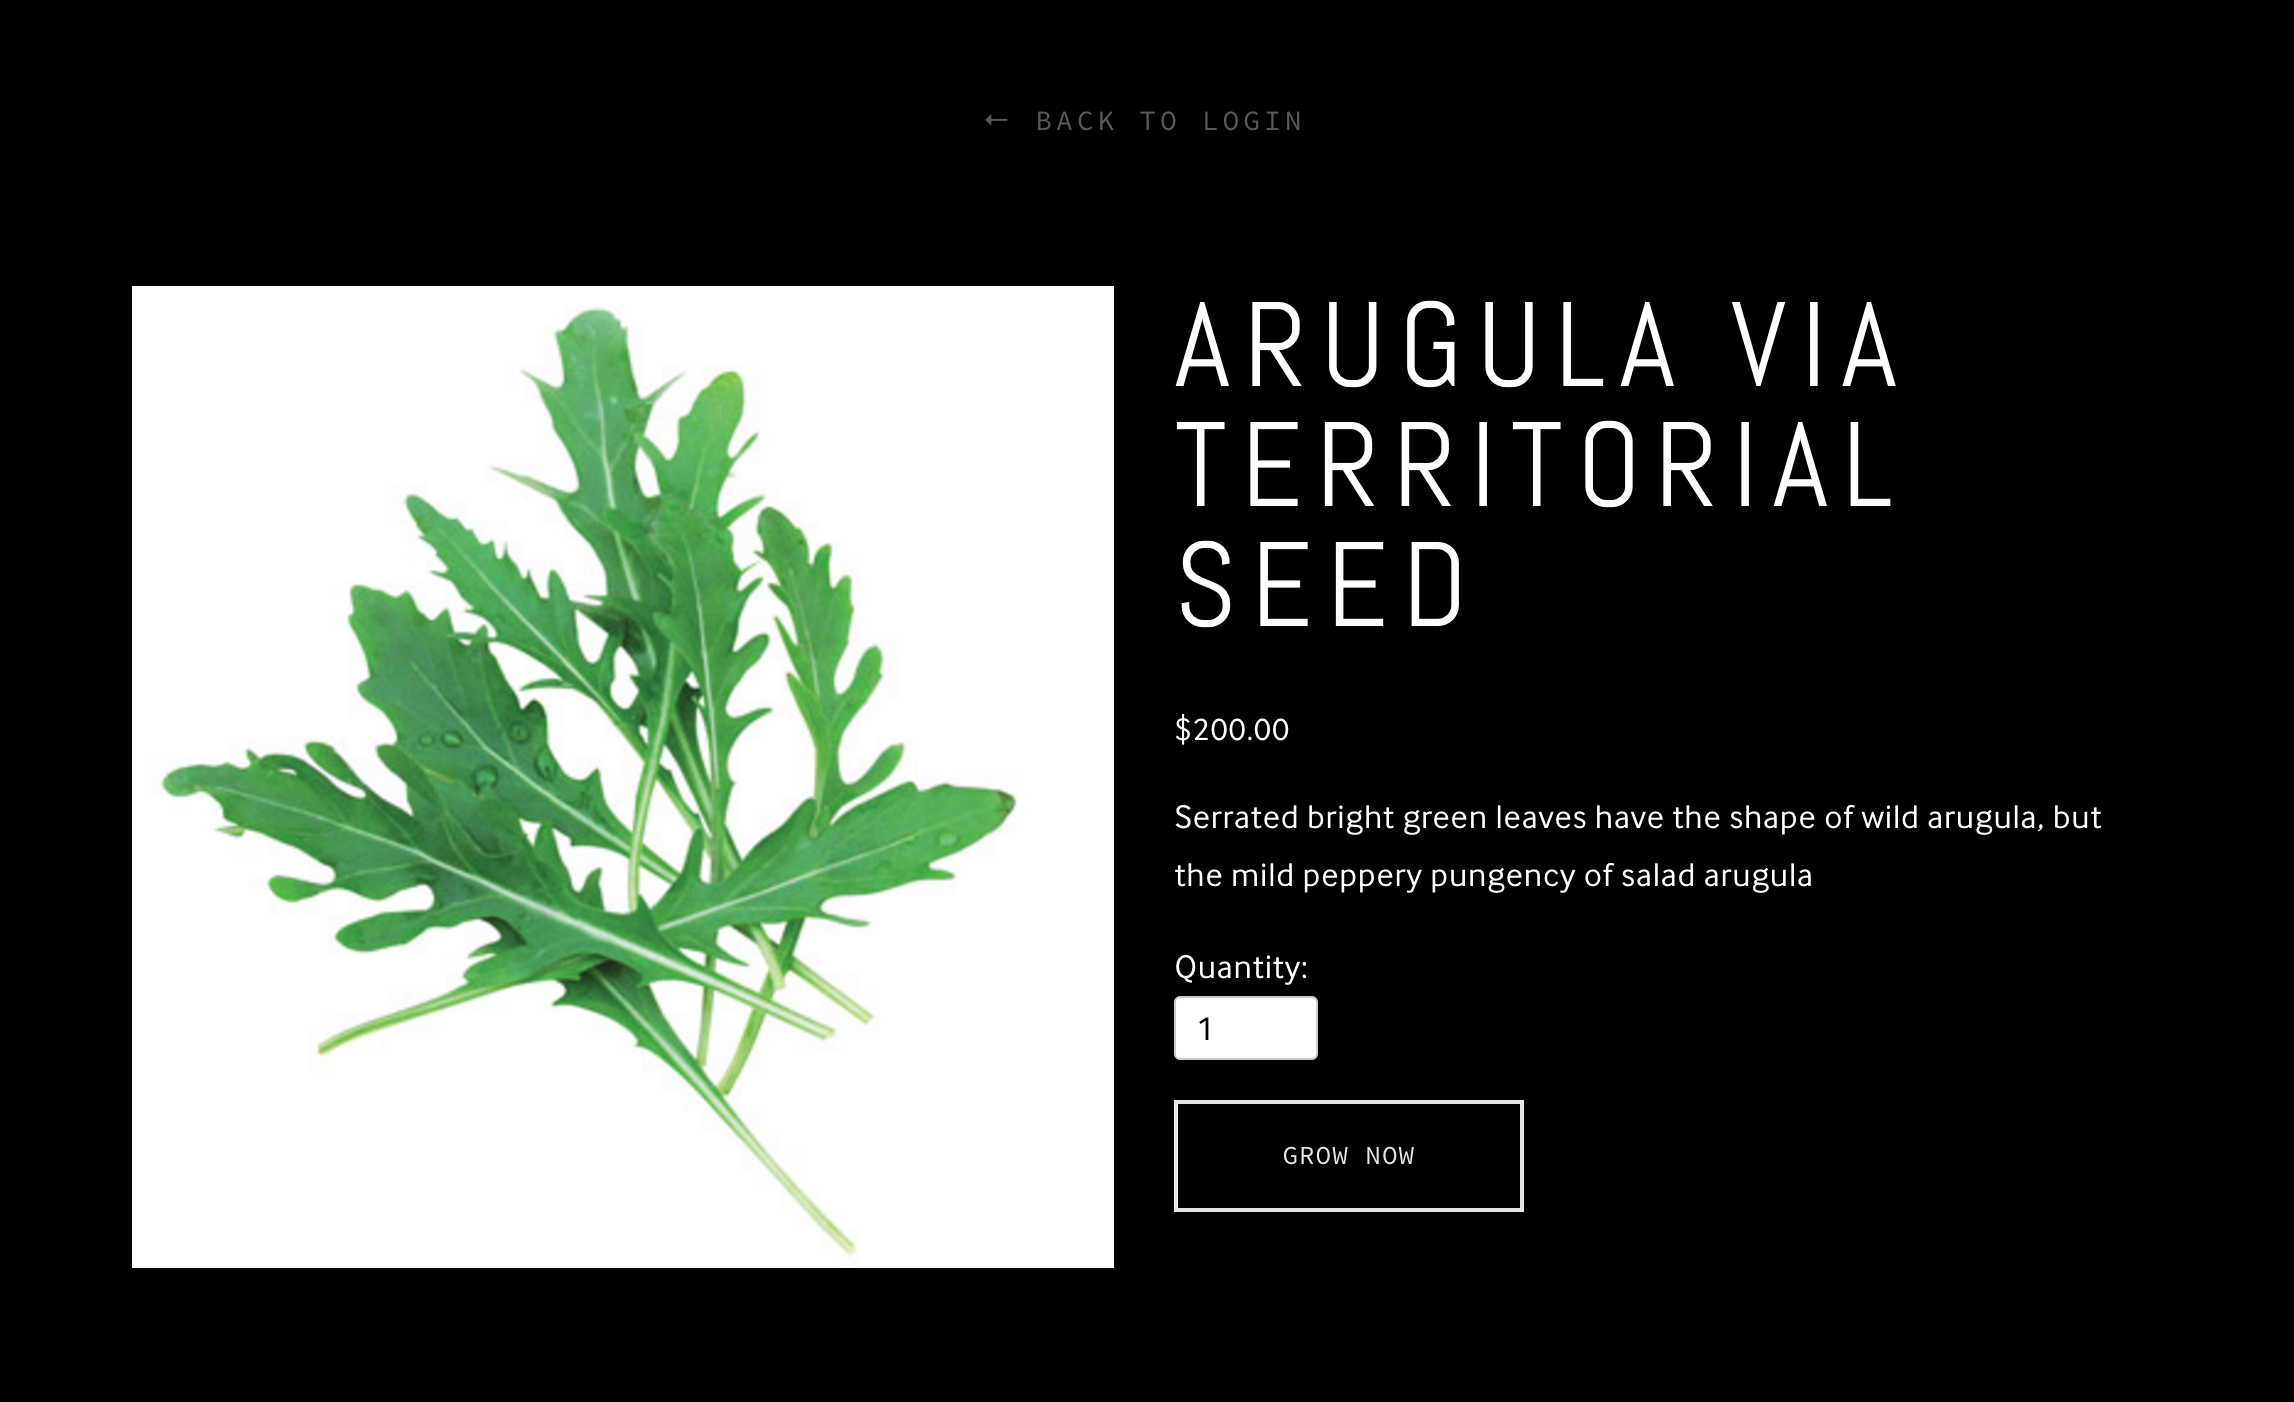 ← BACK TO LOGIN
ARUGULA VIA
TERRITORIAL
SEED
$200.00
Serrated bright green leaves have the shape of wild arugula, but
the mild peppery pungency of salad arugula
Quantity:
1
GROW NOW